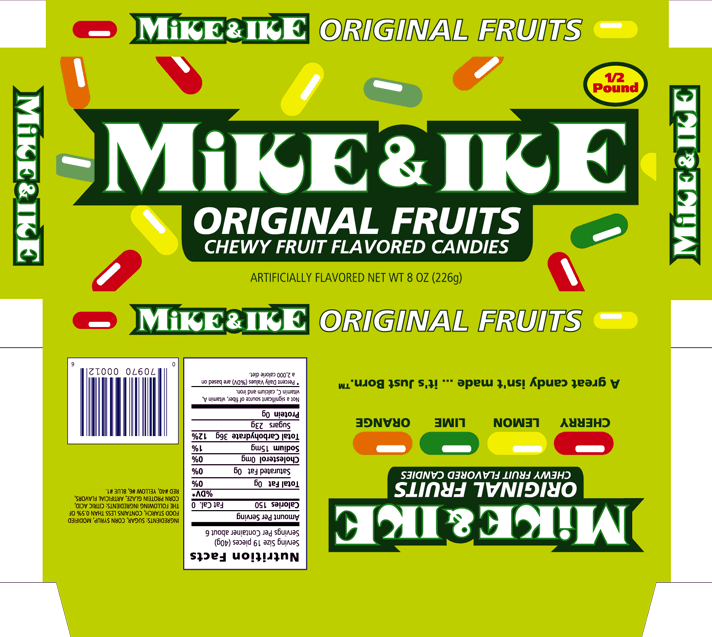 MIKE & IKE ORIGINAL FRUITS
1/2
Pound
MIKE & IKE
MIKE & IKE
MIKE & IKE
ORIGINAL FRUITS
CHEWY FRUIT FLAVORED CANDIES
ARTIFICIALLY FLAVORED NET WT 8 OZ (226g)
MIKE & IKE ORIGINAL FRUITS
MIKE & IKE
ORIGINAL FRUITS
CHEWY FRUIT FLAVORED CANDIES
CHERRY LEMON LIME ORANGE
A great candy isn't made ... it's Just Born.™
Nutrition Facts
Serving Size 19 pieces (40g)
Servings Per Container about 6
Amount Per Serving
Calories 150 Fat Cal. 0
%DV*
Total Fat 0g 0%
Saturated Fat 0g 0%
Cholesterol 0mg 0%
Sodium 15mg 1%
Total Carbohydrate 36g 12%
Sugars 23g
Protein 0g
Not a significant source of fiber, vitamin A,
vitamin C, calcium and iron.
* Percent Daily Values (%DV) are based on
a 2,000 calorie diet.
INGREDIENTS: SUGAR, CORN SYRUP, MODIFIED
FOOD STARCH, CONTAINS LESS THAN 0.5% OF
THE FOLLOWING INGREDIENTS: CITRIC ACID,
CORN PROTEIN GLAZE, ARTIFICIAL FLAVORS,
RED #40, YELLOW #6, BLUE #1.
0 70970 00012 6